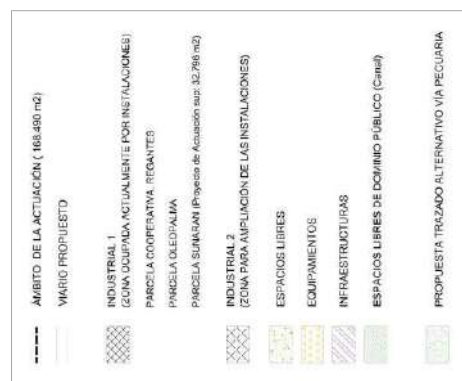 ÁMBITO DE LA ACTUACIÓN ( 168.490 m2)
VIARIO PROPUESTO
INDUSTRIAL 1
(ZONA OCUPADA ACTUALMENTE POR INSTALACIONES)
PARCELA COOPERATIVA REGANTES
PARCELA OLEOPALMA
PARCELA SUNARAN (Proyecto de Actuación sup: 32.796 m2)
INDUSTRIAL 2
(ZONA PARA AMPLIACIÓN DE LAS INSTALACIONES)
ESPACIOS LIBRES
EQUIPAMIENTOS
INFRAESTRUCTURAS
ESPACIOS LIBRES DE DOMINIO PÚBLICO (Canal)
PROPUESTA TRAZADO ALTERNATIVO VÍA PECUARIA